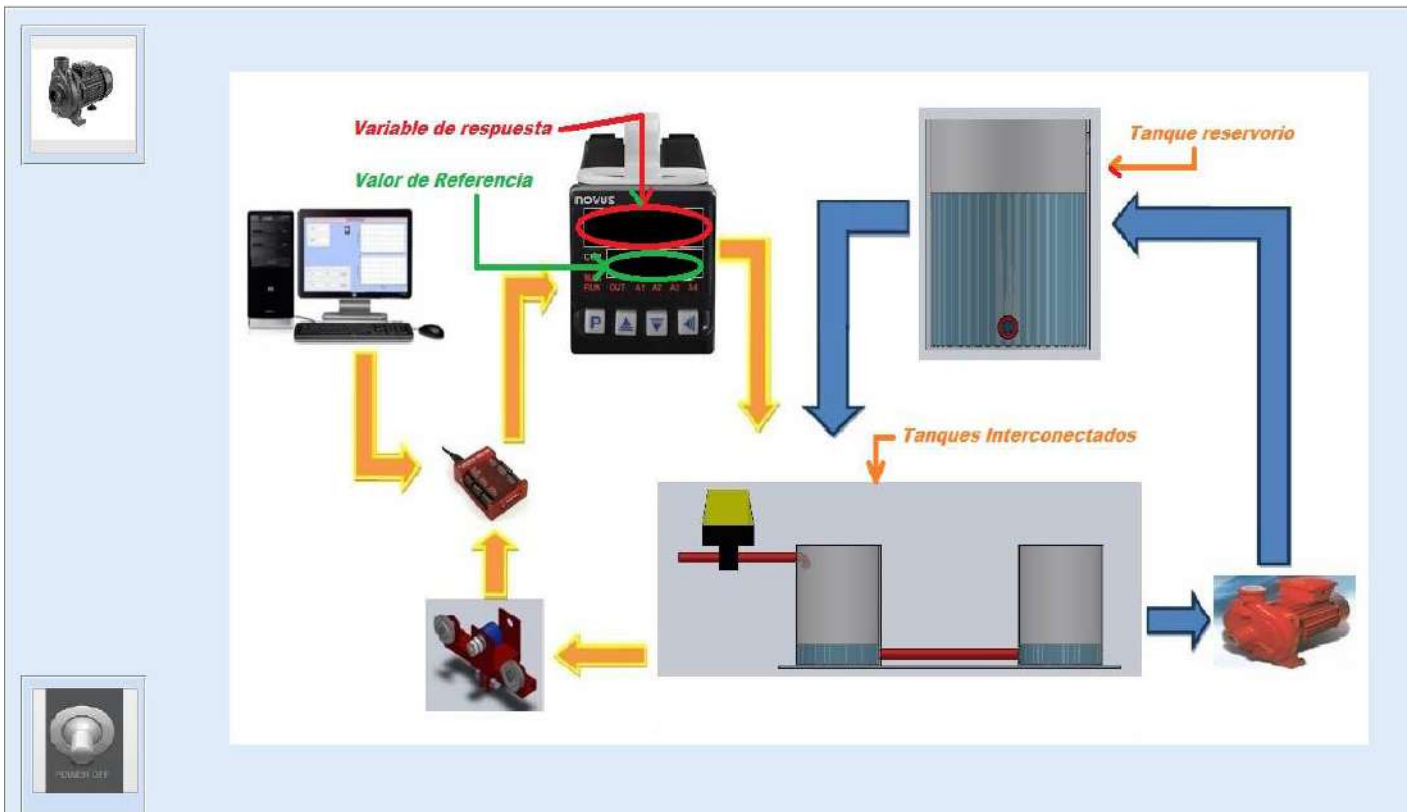 Variable de respuesta
Valor de Referencia
novus
RUN OUT A1 A2 A3 A4
P
Tanque reservorio
Tanques Interconectados
POWER OFF